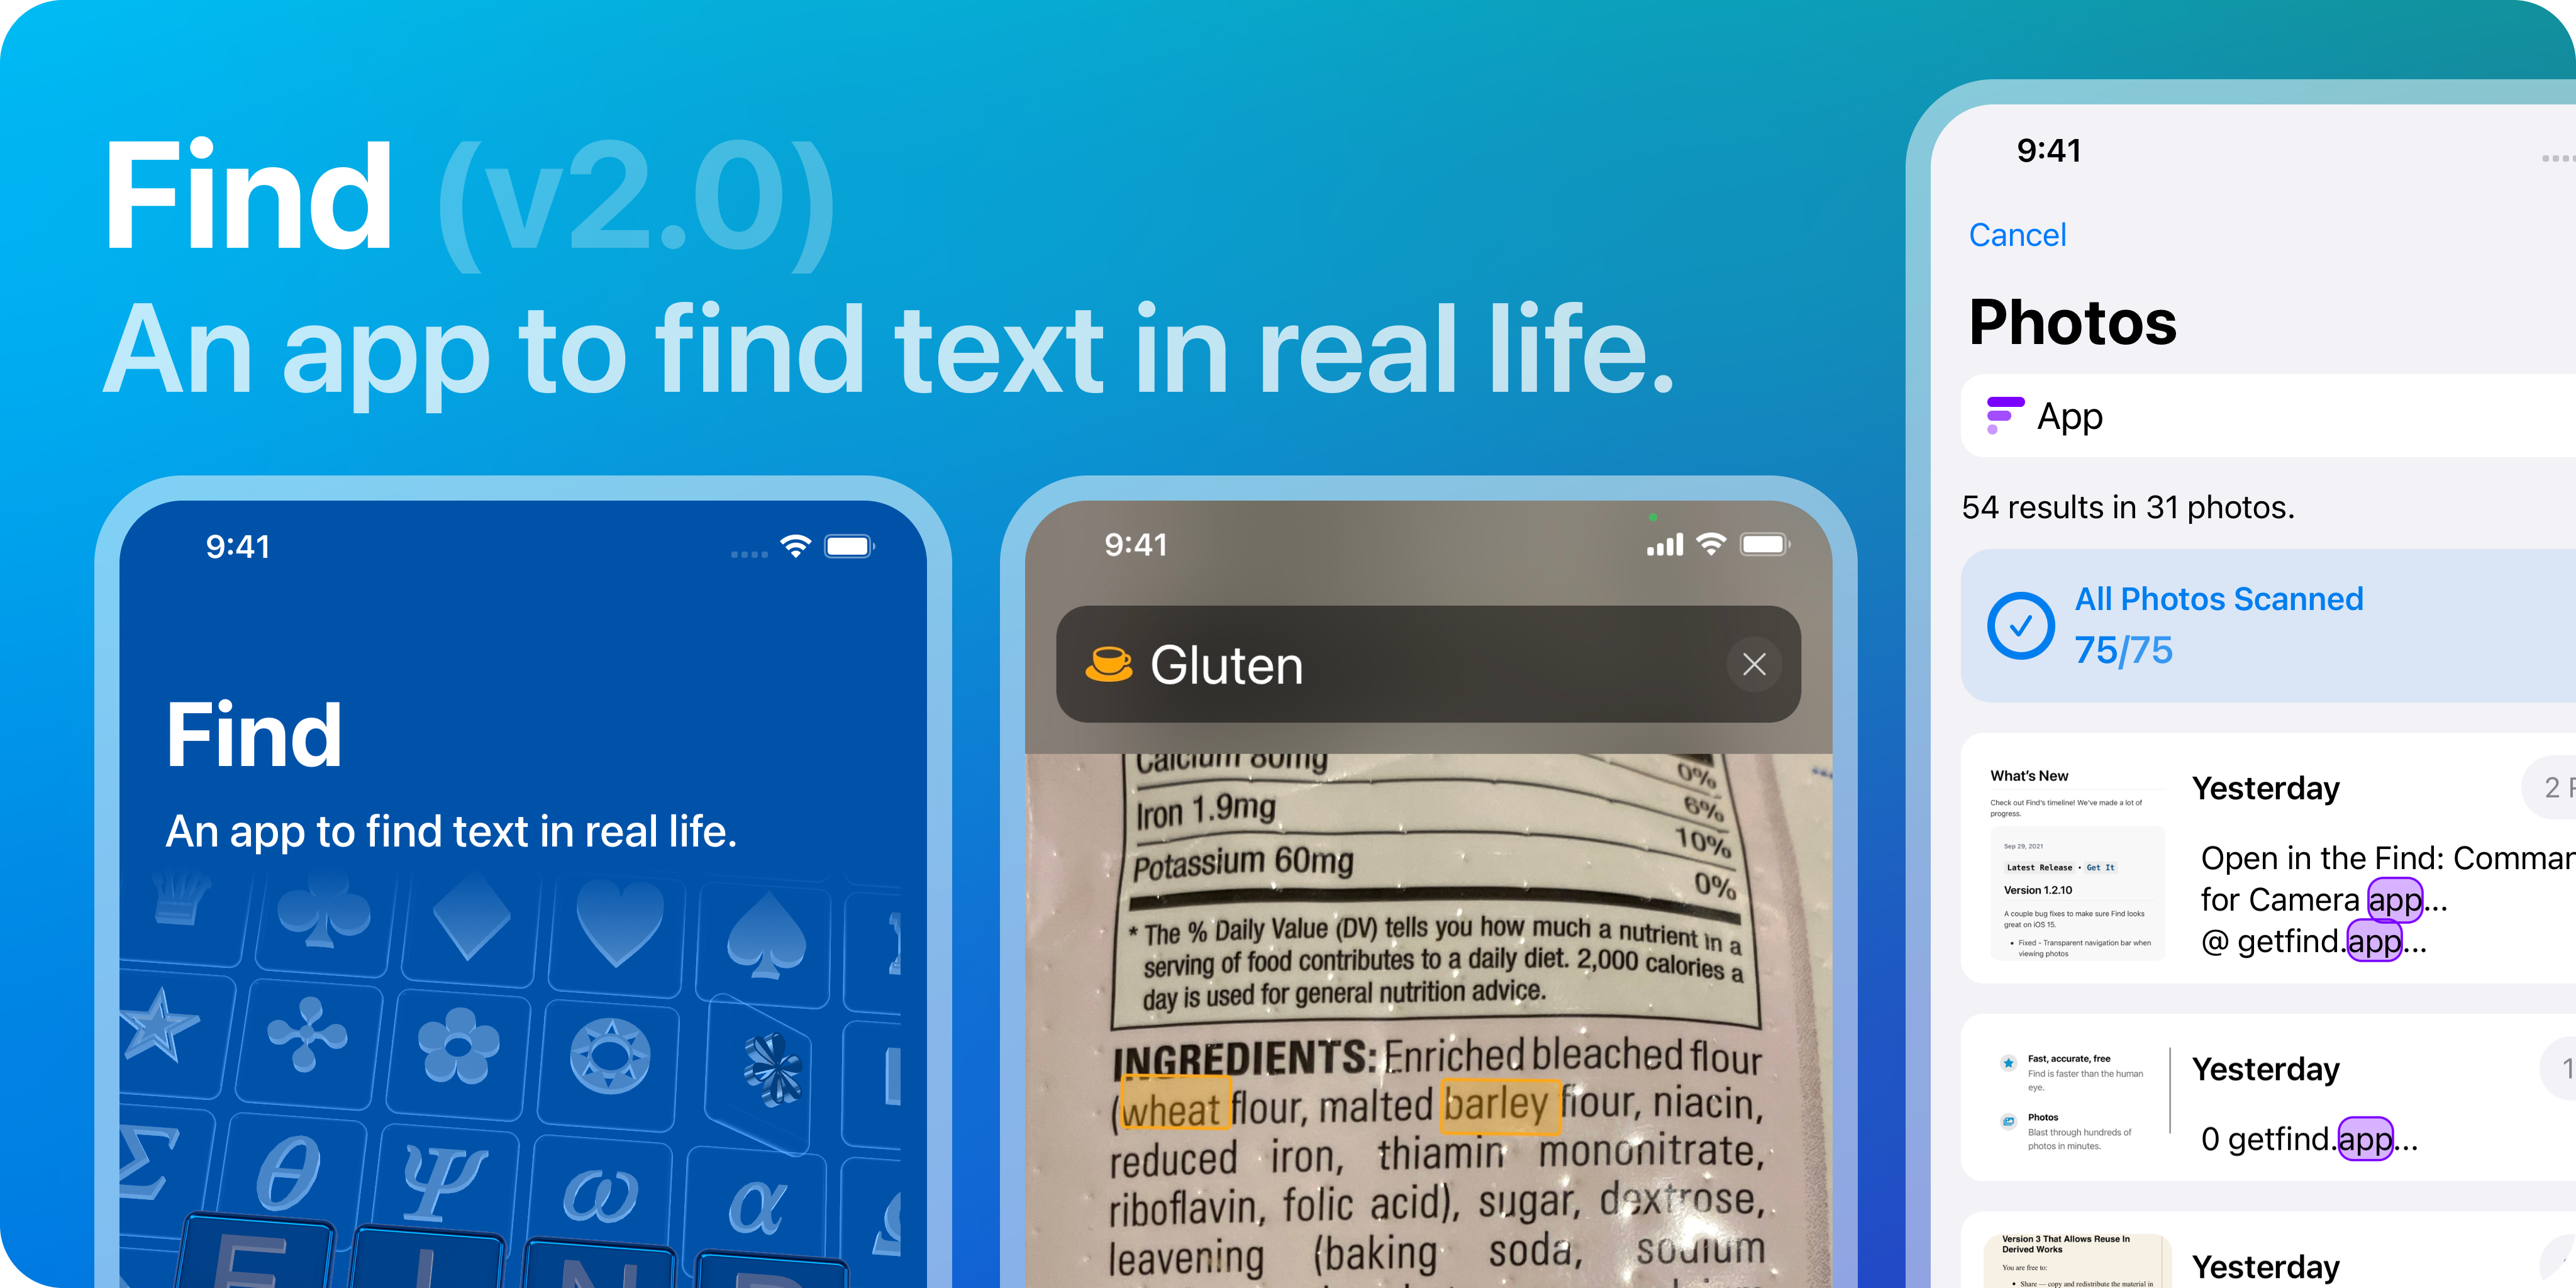 Find (v2.0)
An app to find text in real life.
9:41
Find
An app to find text in real life.
Σ θ Ψ ω α
F I N D
9:41
Gluten
Calcium 80mg 0%
Iron 1.9mg 6%
Potassium 60mg 10%
0%
* The % Daily Value (DV) tells you how much a nutrient in a
serving of food contributes to a daily diet. 2,000 calories a
day is used for general nutrition advice.
INGREDIENTS: Enriched bleached flour
(wheat flour, malted barley flour, niacin,
reduced iron, thiamin mononitrate,
riboflavin, folic acid), sugar, dextrose,
leavening (baking soda, sodium
9:41
Cancel
Photos
App
54 results in 31 photos.
All Photos Scanned
75/75
What's New
Check out Find's timeline! We've made a lot of
progress.
Sep 29, 2021
Latest Release • Get It
Version 1.2.10
A couple bug fixes to make sure Find looks
great on iOS 15.
• Fixed - Transparent navigation bar when
viewing photos
Yesterday
2
Open in the Find: Comman
for Camera app...
@ getfind.app...
Fast, accurate, free
Find is faster than the human
eye.
Photos
Blast through hundreds of
photos in minutes.
Yesterday
1
0 getfind.app...
Version 3 That Allows Reuse In
Derived Works
You are free to:
• Share — copy and redistribute the material in
Yesterday